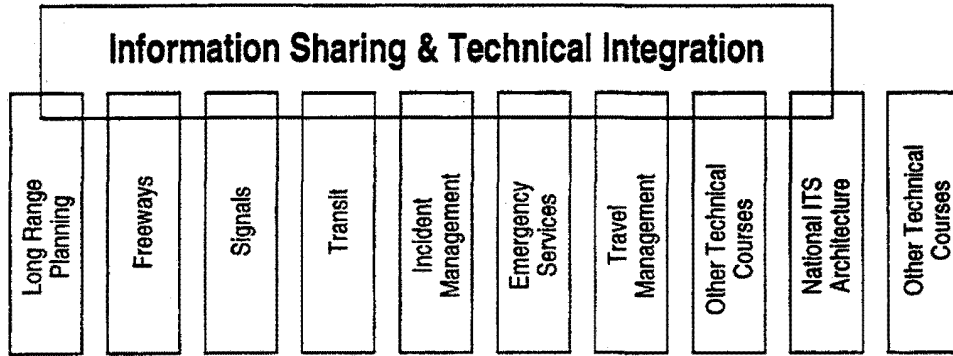 Information Sharing & Technical Integration
Long Range
Planning
Freeways
Signals
Transit
Incident
Management
Emergency
Services
Travel
Management
Other Technical
Courses
National ITS
Architecture
Other Technical
Courses